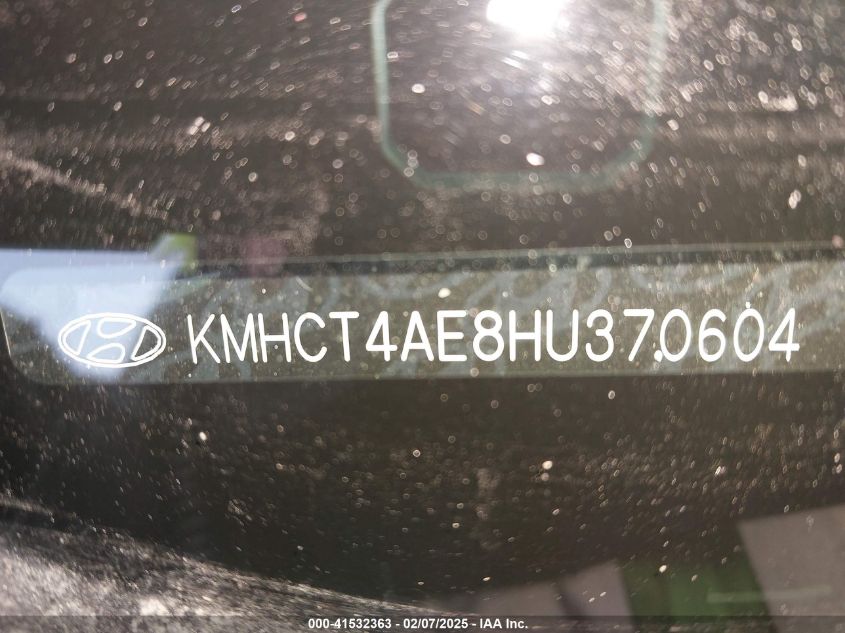 KMHCT4AE8HU370604
000-41532363 - 02/07/2025 - IAA Inc.